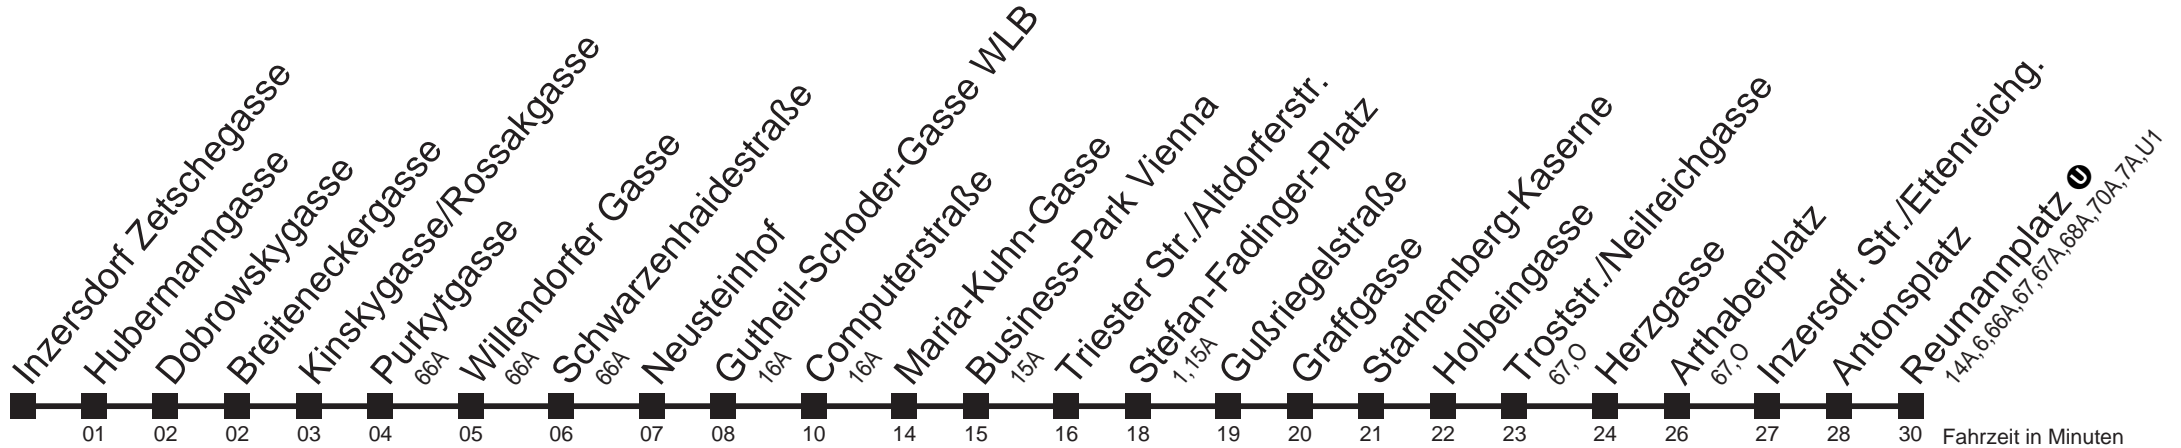 Inzersdorf Zetschegasse
Hubermanngasse
Dobrowskygasse
Breiteneckergasse
Kinskygasse/Rossakgasse
Purkytgasse
66A
Willendorfer Gasse
66A
Schwarzenhaidestraße
66A
Neusteinhof
Gutheil-Schoder-Gasse WLB
16A
Computerstraße
16A
Maria-Kuhn-Gasse
Business-Park Vienna
15A
Triester Str./Altdorferstr.
Stefan-Fadinger-Platz
1,15A
Gußriegelstraße
Graffgasse
Starhemberg-Kaserne
Holbeingasse
Troststr./Neilreichgasse
67,O
Herzgasse
Arthaberplatz
67,O
Inzersdf. Str./Ettenreichg.
Antonsplatz
Reumannplatz U
14A,6,66A,67,67A,68A,70A,7A,U1
01 02 02 03 04 05 06 07 08 10 14 15 16 18 19 20 21 22 23 24 26 27 28 30 Fahrzeit in Minuten